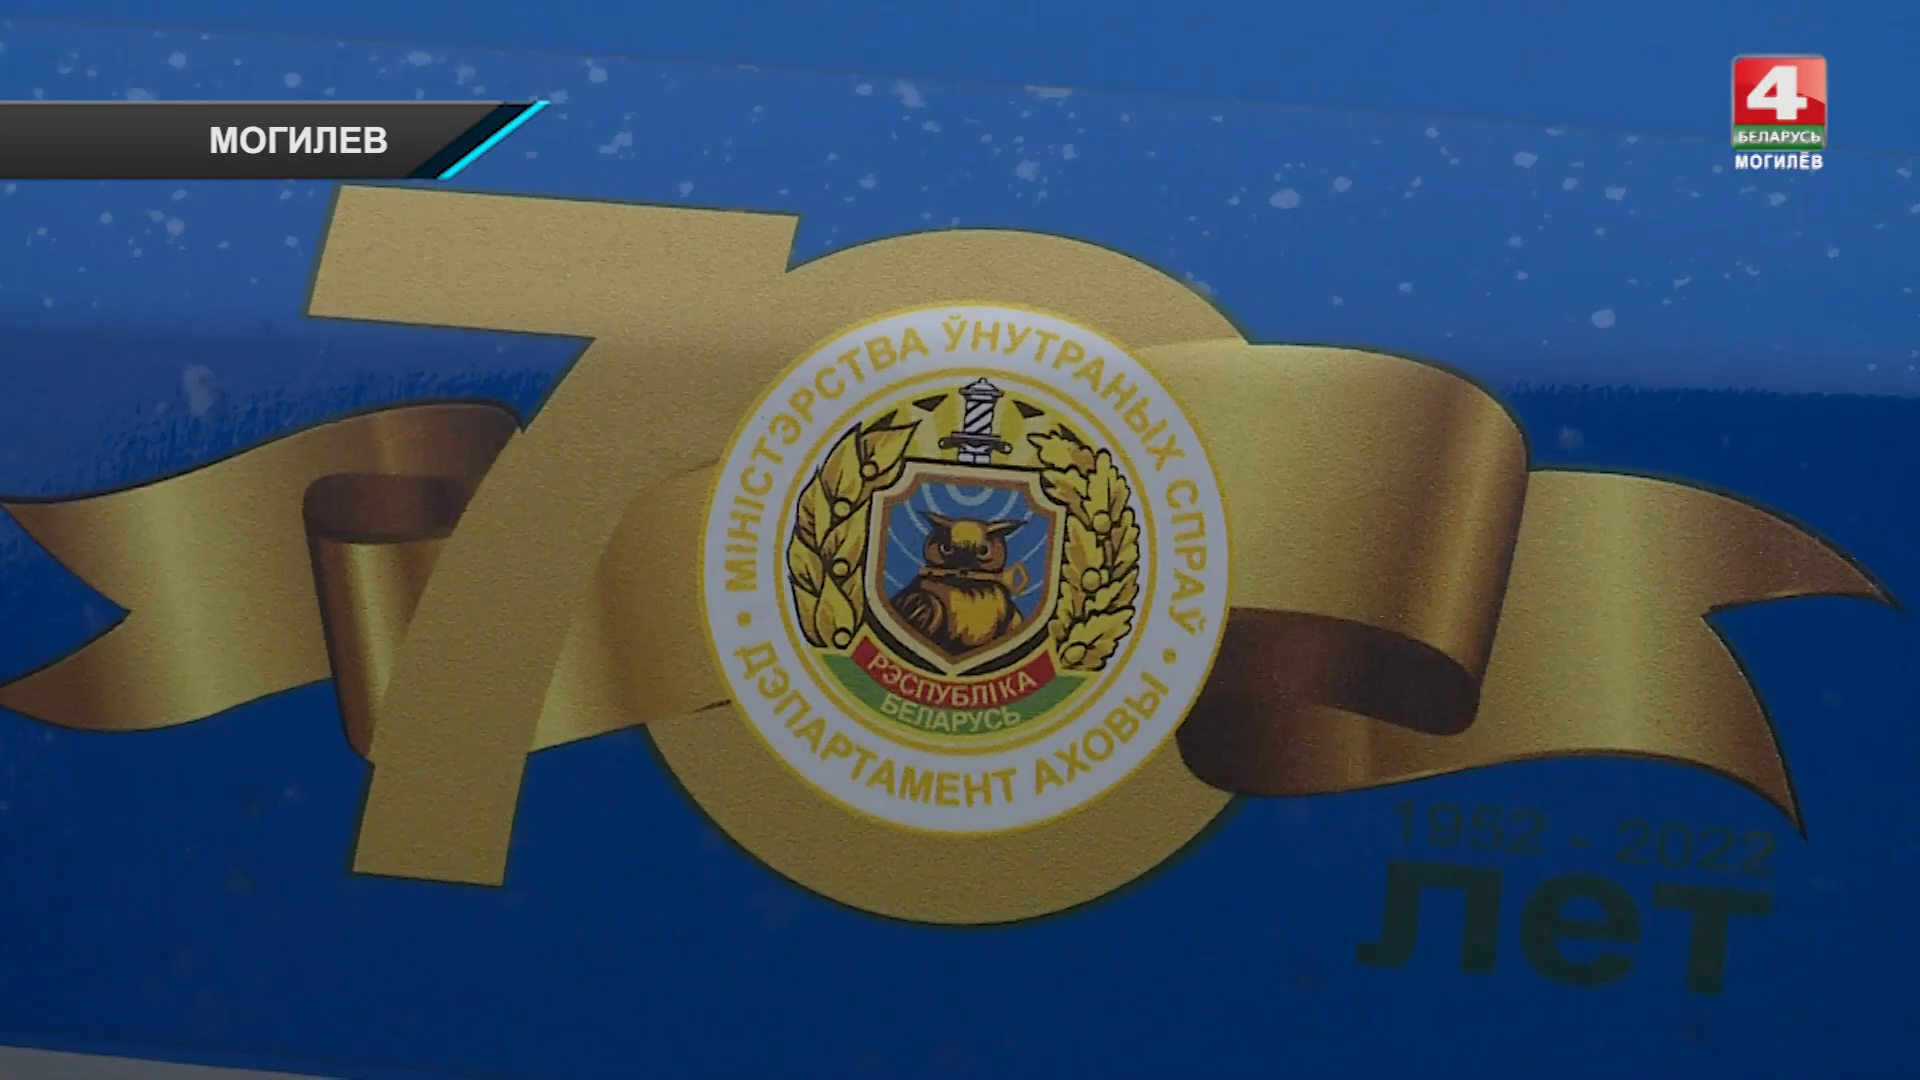 МОГИЛЕВ
4
БЕЛАРУСЬ
МОГИЛЁВ
70
МІНІСТЭРСТВА ЎНУТРАНЫХ СПРАЎ
РЭСПУБЛІКА
БЕЛАРУСЬ
• ДЭПАРТАМЕНТ АХОВЫ •
1952 - 2022
лет